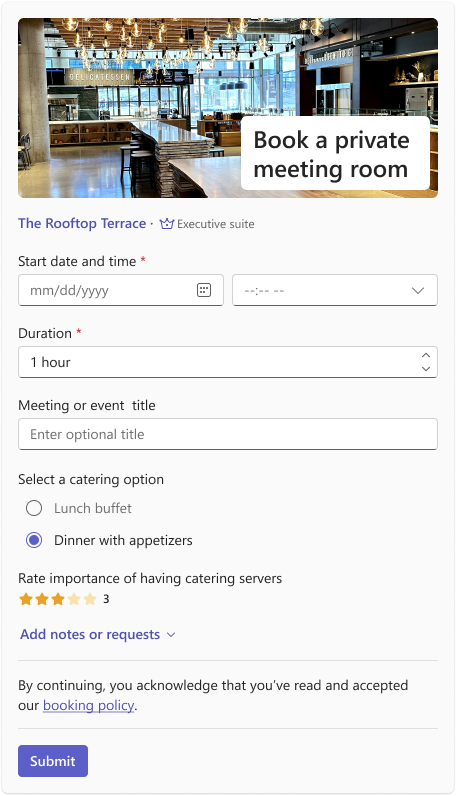 DELICATESSEN
Book a private
meeting room
The Rooftop Terrace · Executive suite
Start date and time *
mm/dd/yyyy --:-- --
Duration *
1 hour
Meeting or event title
Enter optional title
Select a catering option
Lunch buffet
Dinner with appetizers
Rate importance of having catering servers
3
Add notes or requests
By continuing, you acknowledge that you’ve read and accepted
our booking policy.
Submit